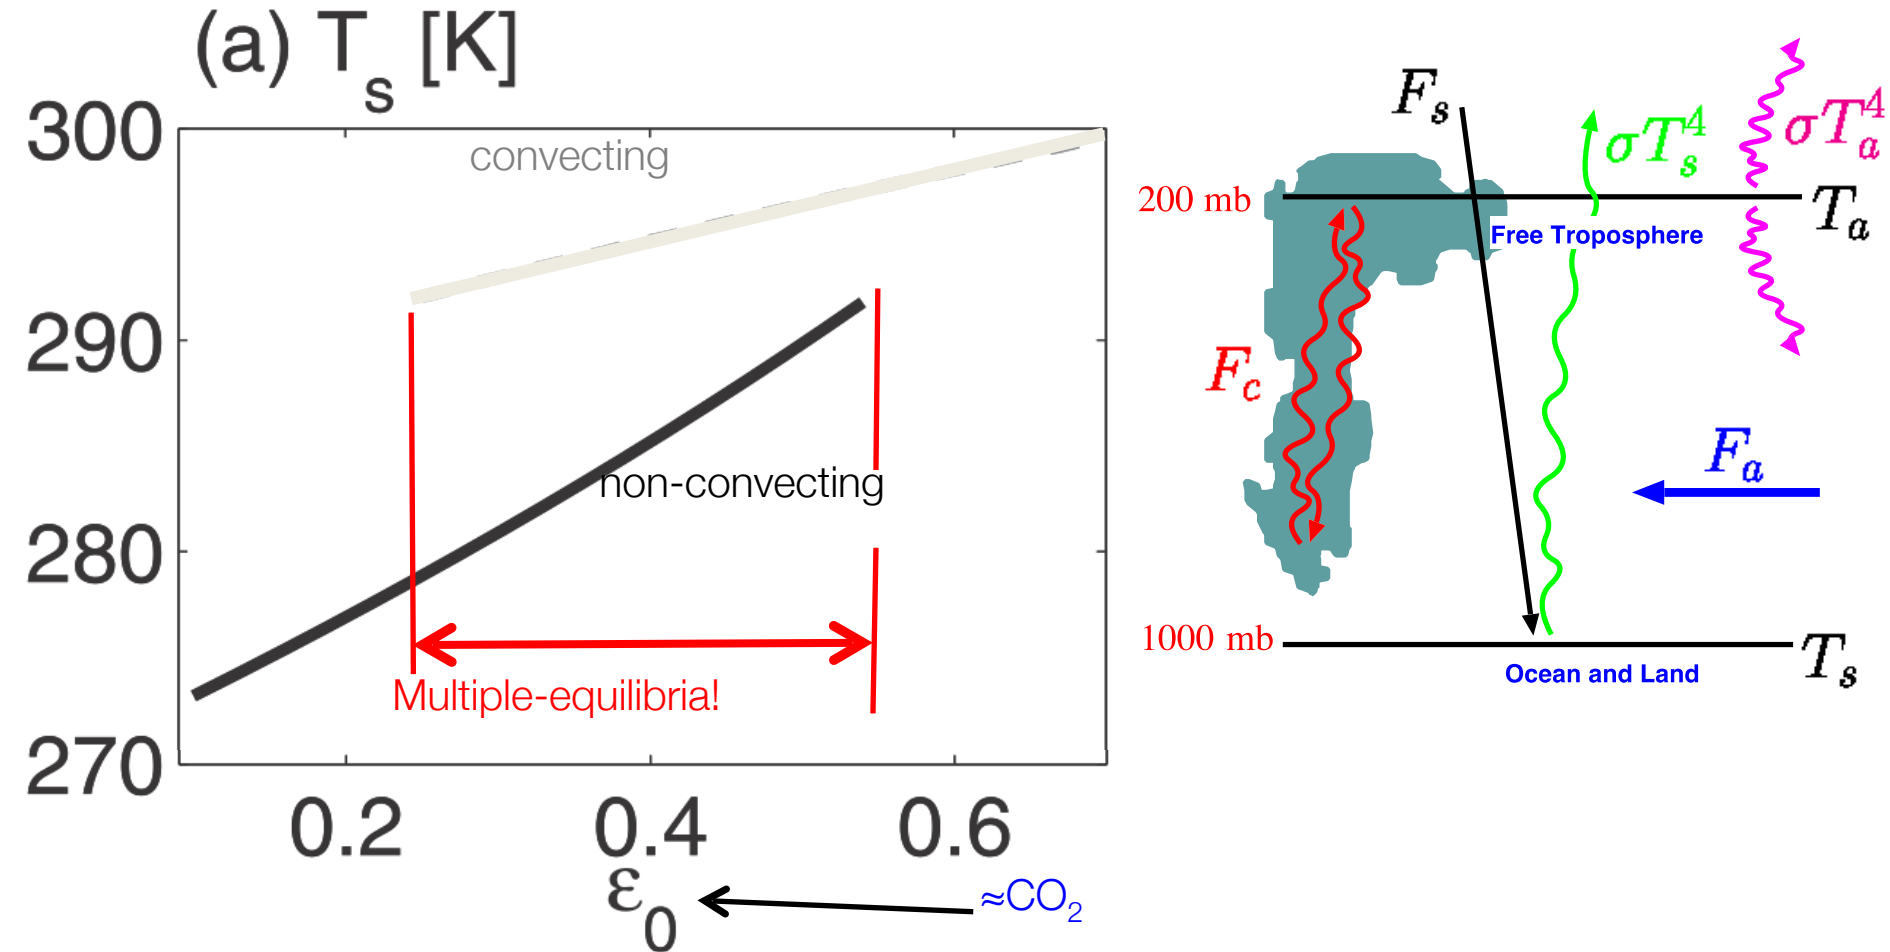 (a) T_s [K]
300
290
280
270
0.2
0.4
0.6
ε_0
≈CO_2
convecting
non-convecting
Multiple-equilibria!
F_s
σT_s^4
σT_a^4
200 mb
T_a
Free Troposphere
F_c
F_a
1000 mb
T_s
Ocean and Land